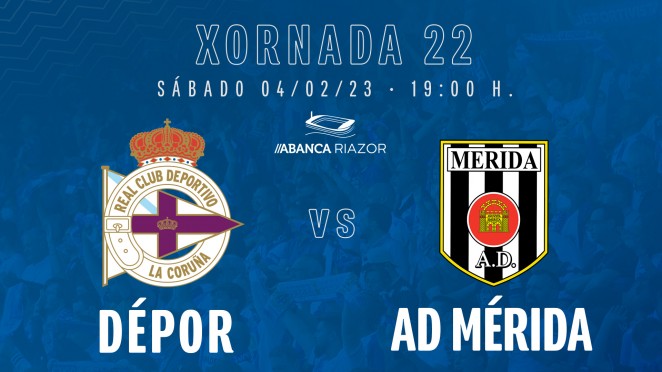 XORNADA 22
SÁBADO 04/02/23 · 19:00 H.
//ABANCA RIAZOR
REAL CLUB DEPORTIVO
LA CORUÑA
VS
MERIDA
A.D.
DÉPOR
AD MÉRIDA